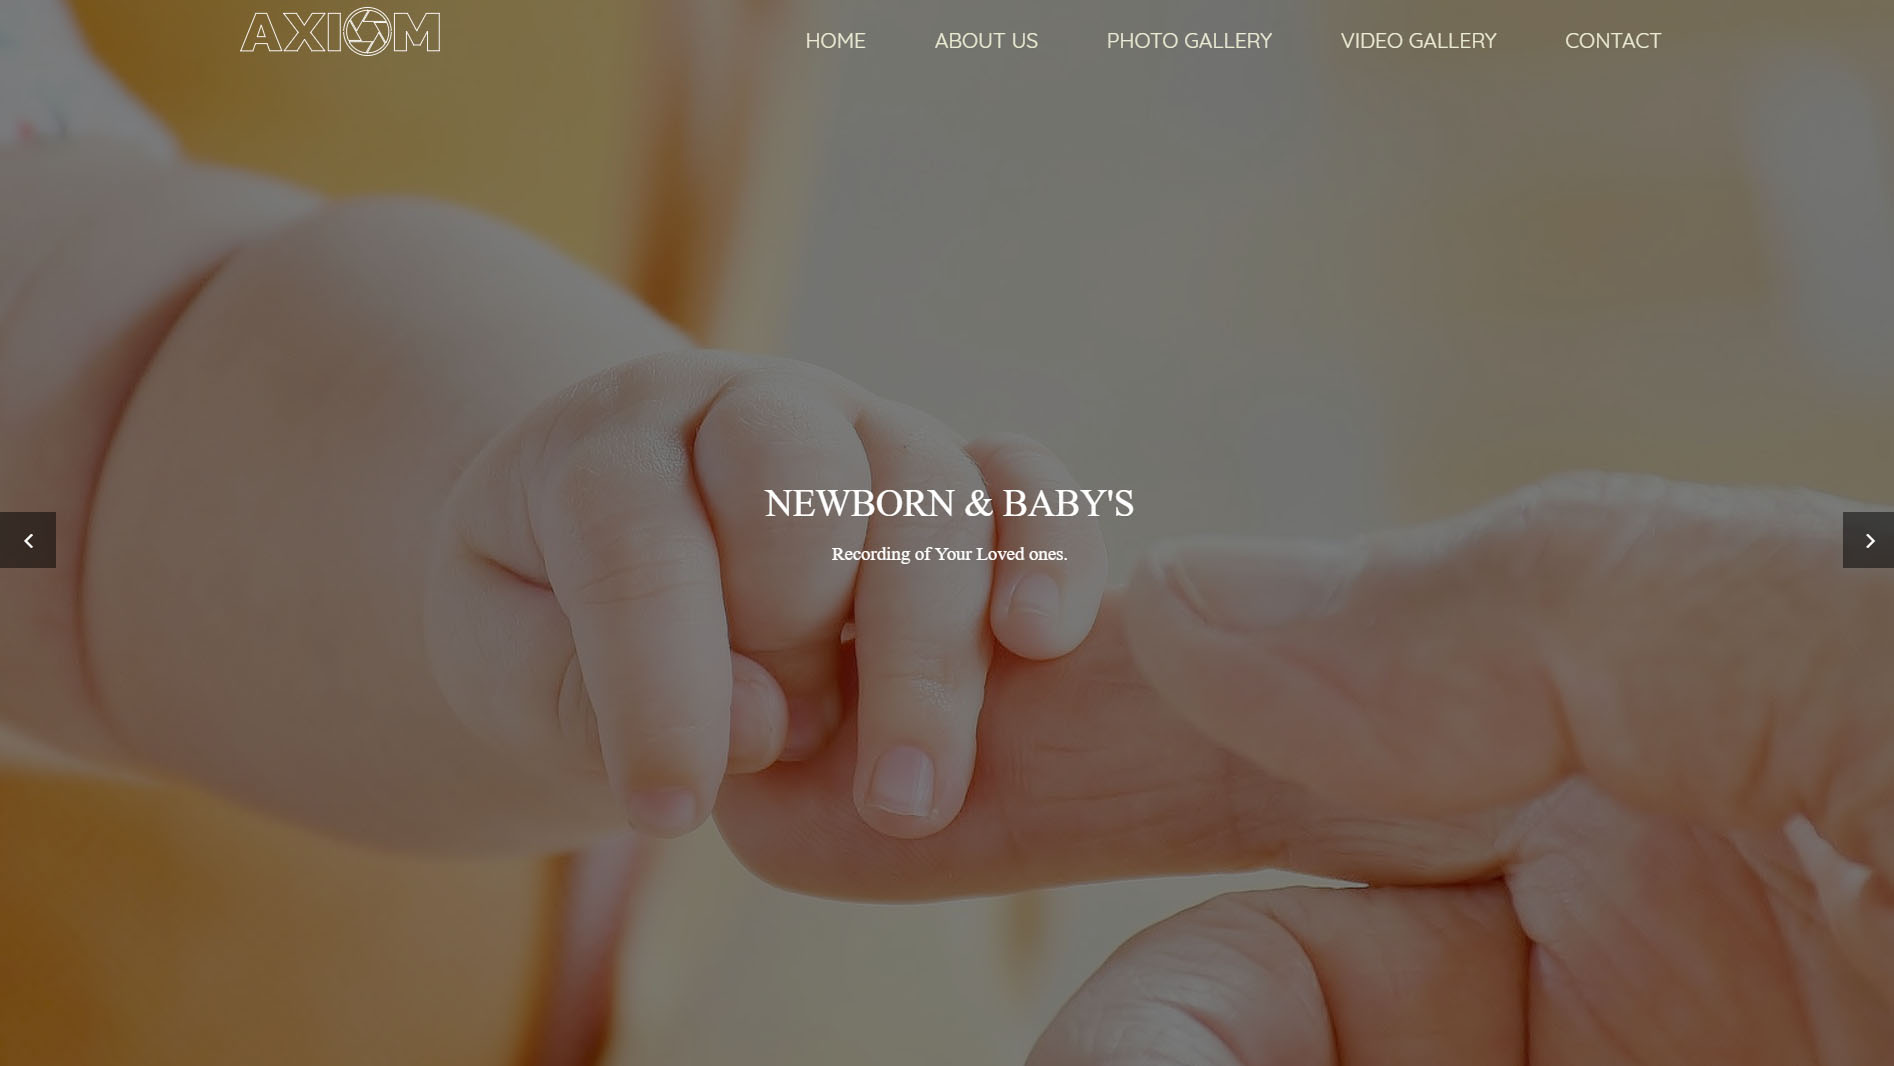 AXIOM
HOME
ABOUT US
PHOTO GALLERY
VIDEO GALLERY
CONTACT
NEWBORN & BABY'S
Recording of Your Loved ones.